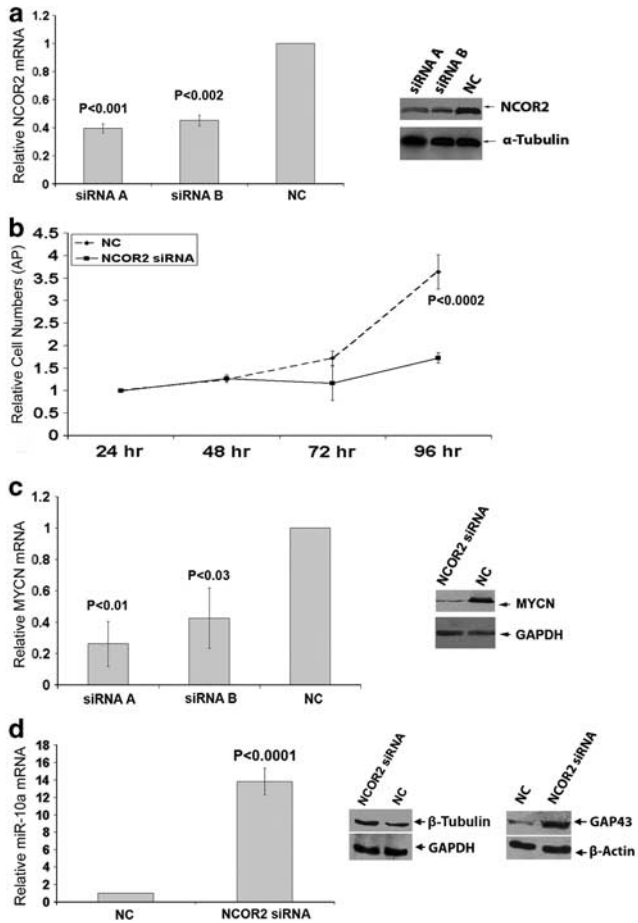 a
Relative NCOR2 mRNA
1.2
1
0.8
0.6
0.4
0.2
0
P<0.001
P<0.002
siRNA A
siRNA B
NC
siRNA A
siRNA B
NC
NCOR2
α-Tubulin
b
Relative Cell Numbers (AP)
4.5
4
3.5
3
2.5
2
1.5
1
0.5
0
NC
NCOR2 siRNA
P<0.0002
24 hr
48 hr
72 hr
96 hr
c
Relative MYCN mRNA
1.2
1
0.8
0.6
0.4
0.2
0
P<0.01
P<0.03
siRNA A
siRNA B
NC
NCOR2 siRNA
NC
MYCN
GAPDH
d
Relative miR-10a mRNA
18
16
14
12
10
8
6
4
2
0
P<0.0001
NC
NCOR2 siRNA
NCOR2 siRNA
NC
β-Tubulin
GAPDH
NC
NCOR2 siRNA
GAP43
β-Actin